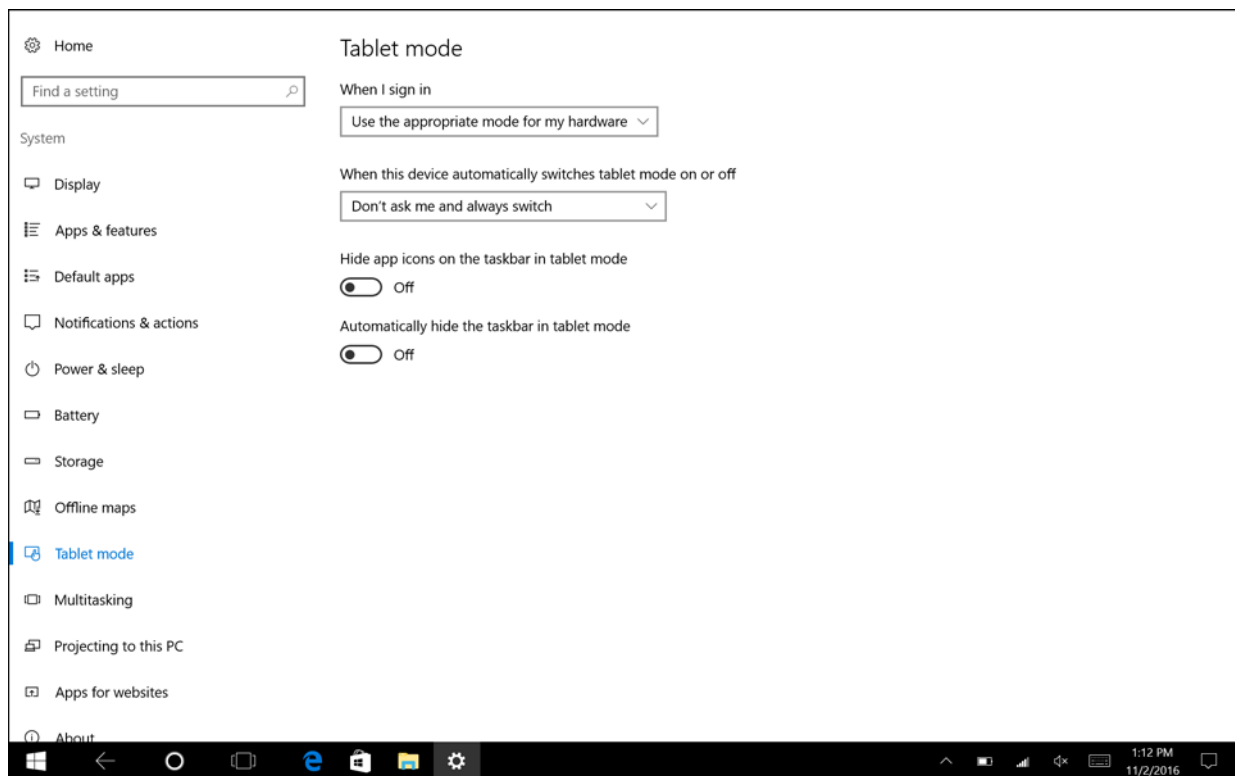 Home
Find a setting
System
Display
Apps & features
Default apps
Notifications & actions
Power & sleep
Battery
Storage
Offline maps
Tablet mode
Multitasking
Projecting to this PC
Apps for websites
About
Tablet mode
When I sign in
Use the appropriate mode for my hardware
When this device automatically switches tablet mode on or off
Don't ask me and always switch
Hide app icons on the taskbar in tablet mode
Off
Automatically hide the taskbar in tablet mode
Off
1:12 PM
11/2/2016